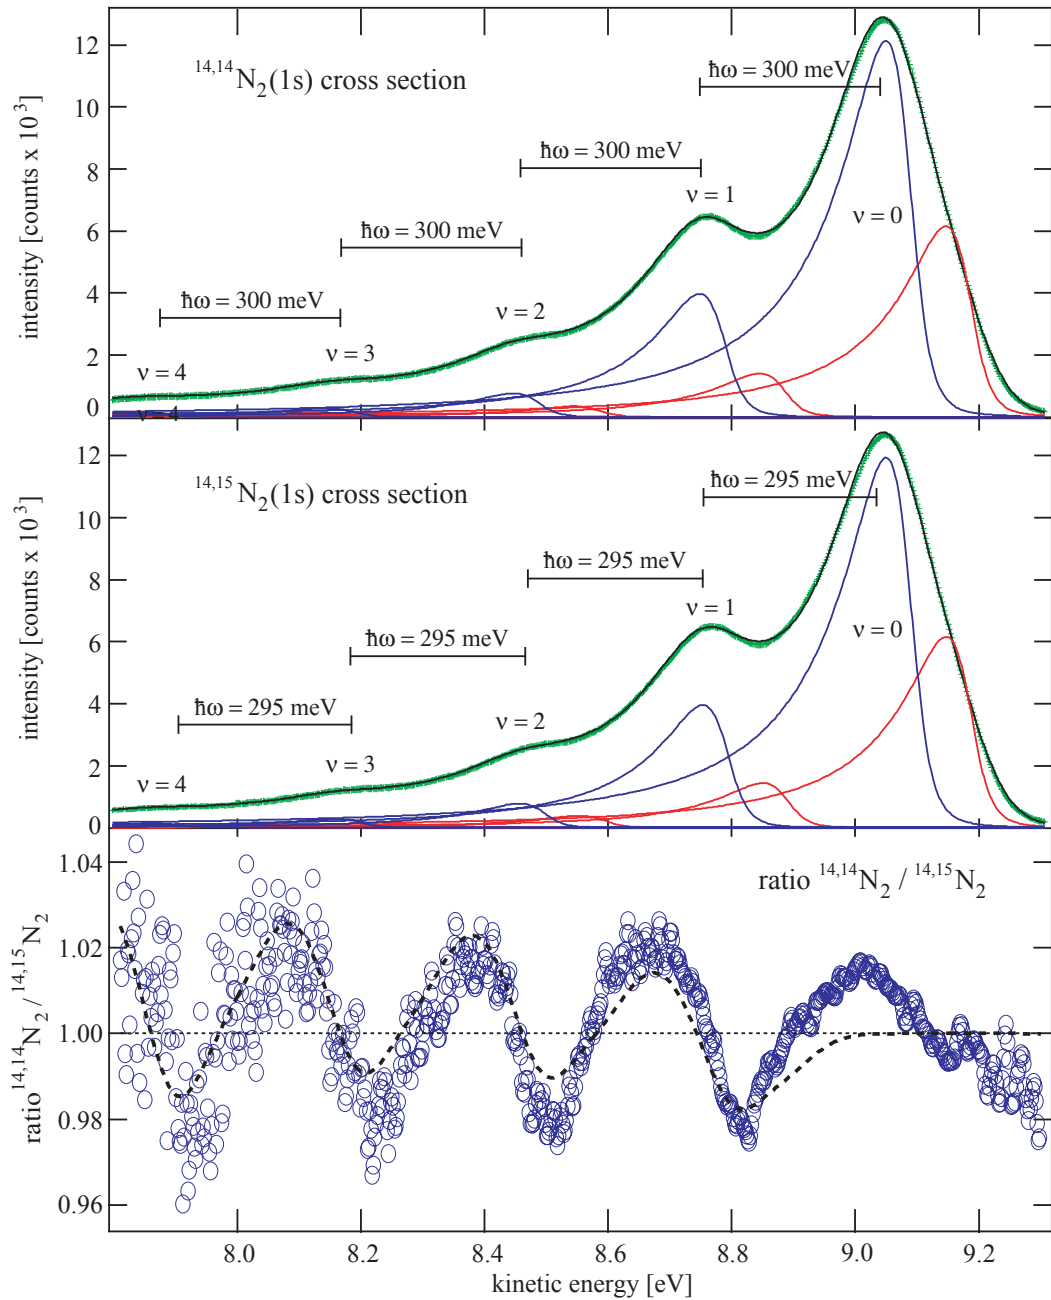 12
10
8
6
4
2
0
intensity [counts x 10³]
¹⁴,¹⁴N₂(1s) cross section
ħω = 300 meV
ħω = 300 meV
ħω = 300 meV
ħω = 300 meV
ν = 0
ν = 1
ν = 2
ν = 3
ν = 4
ν = 4
12
10
8
6
4
2
0
intensity [counts x 10³]
¹⁴,¹⁵N₂(1s) cross section
ħω = 295 meV
ħω = 295 meV
ħω = 295 meV
ħω = 295 meV
ν = 0
ν = 1
ν = 2
ν = 3
ν = 4
1.04
1.02
1.00
0.98
0.96
ratio ¹⁴,¹⁴N₂ / ¹⁴,¹⁵N₂
ratio ¹⁴,¹⁴N₂ / ¹⁴,¹⁵N₂
8.0 8.2 8.4 8.6 8.8 9.0 9.2
kinetic energy [eV]